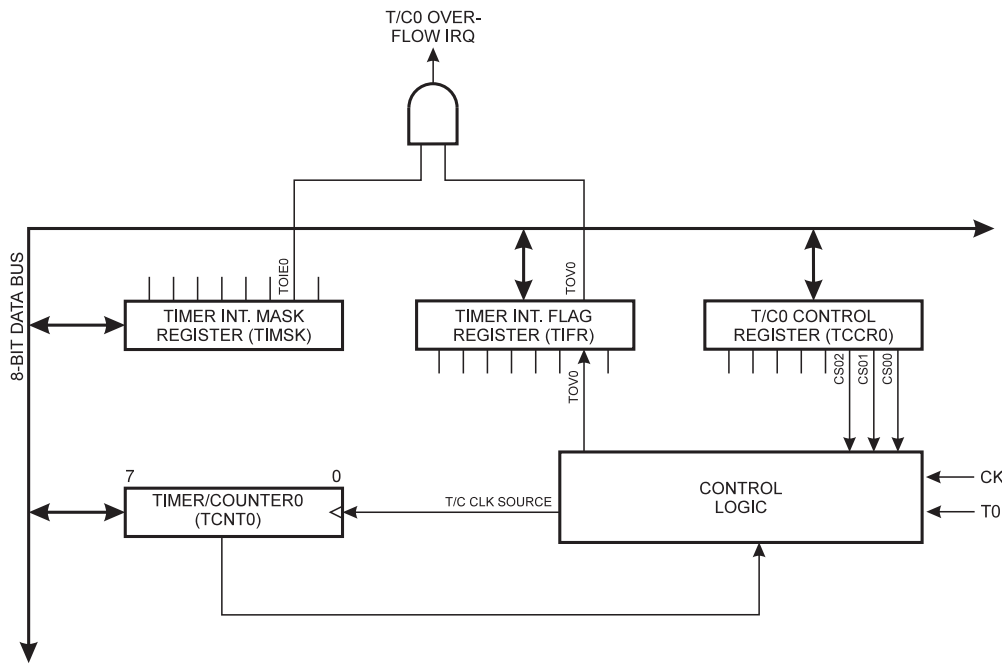 T/C0 OVER-
FLOW IRQ
8-BIT DATA BUS
TOIE0
TOV0
TIMER INT. MASK
REGISTER (TIMSK)
TIMER INT. FLAG
REGISTER (TIFR)
T/C0 CONTROL
REGISTER (TCCR0)
TOV0
CS02
CS01
CS00
7
0
TIMER/COUNTER0
(TCNT0)
T/C CLK SOURCE
CONTROL
LOGIC
CK
T0